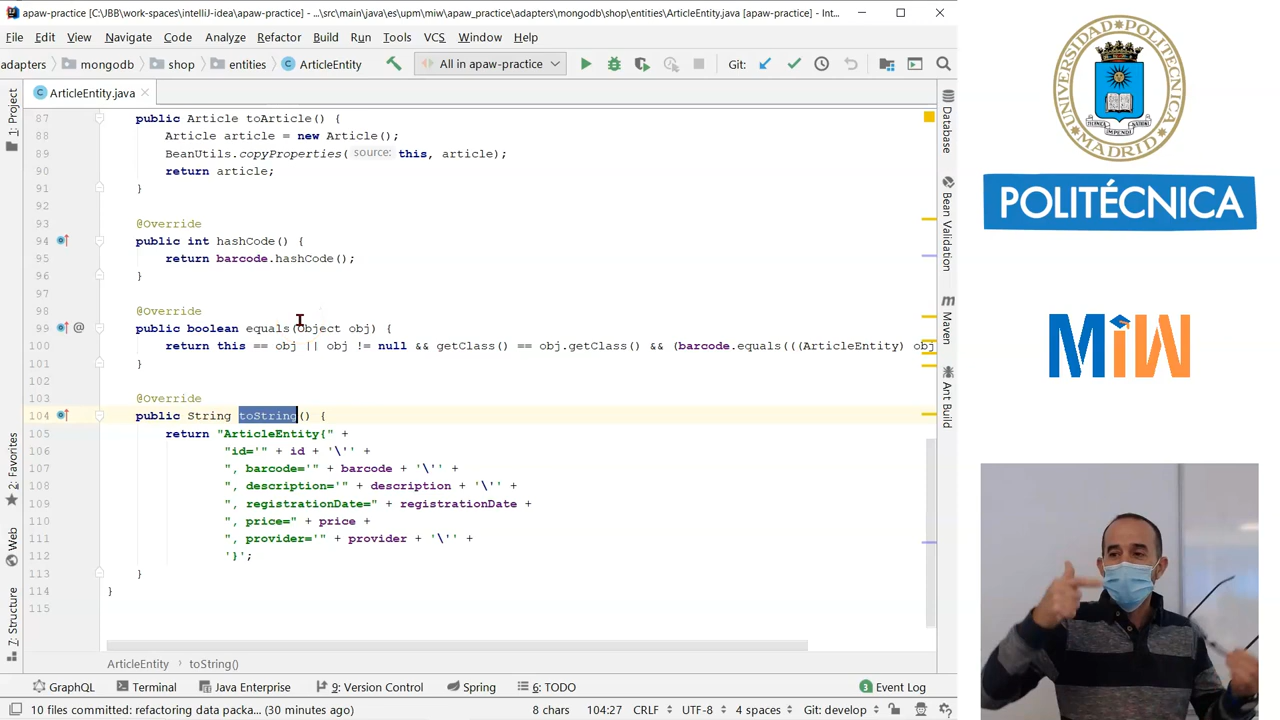 apaw-practice [C:\JBB\work-spaces\intelliJ-idea\apaw-practice] - ...\src\main\java\es\upm\miw\apaw_practice\adapters\mongodb\shop\entities\ArticleEntity.java [apaw-practice] - Int...
File Edit View Navigate Code Analyze Refactor Build Run Tools VCS Window Help
adapters mongodb shop entities ArticleEntity All in apaw-practice Git:
ArticleEntity.java
87 public Article toArticle() {
88 Article article = new Article();
89 BeanUtils.copyProperties( source: this, article);
90 return article;
91 }
92
93 @Override
94 public int hashCode() {
95 return barcode.hashCode();
96 }
97
98 @Override
99 @ public boolean equals(Object obj) {
100 return this == obj || obj != null && getClass() == obj.getClass() && (barcode.equals(((ArticleEntity) obj
101 }
102
103 @Override
104 public String toString() {
105 return "ArticleEntity{" +
106 "id='" + id + '\'' +
107 ", barcode='" + barcode + '\'' +
108 ", description='" + description + '\'' +
109 ", registrationDate=" + registrationDate +
110 ", price=" + price +
111 ", provider='" + provider + '\'' +
112 '}';
113 }
114 }
115
ArticleEntity toString()
GraphQL Terminal Java Enterprise 9: Version Control Spring 6: TODO 3 Event Log
10 files committed: refactoring data packa... (30 minutes ago) 8 chars 104:27 CRLF UTF-8 4 spaces Git: develop
1: Project
2: Favorites
Web
7: Structure
Database
Bean Validation
Maven
Ant Build
UNIVERSIDAD POLITÉCNICA
DE MADRID
POLITÉCNICA
MiW